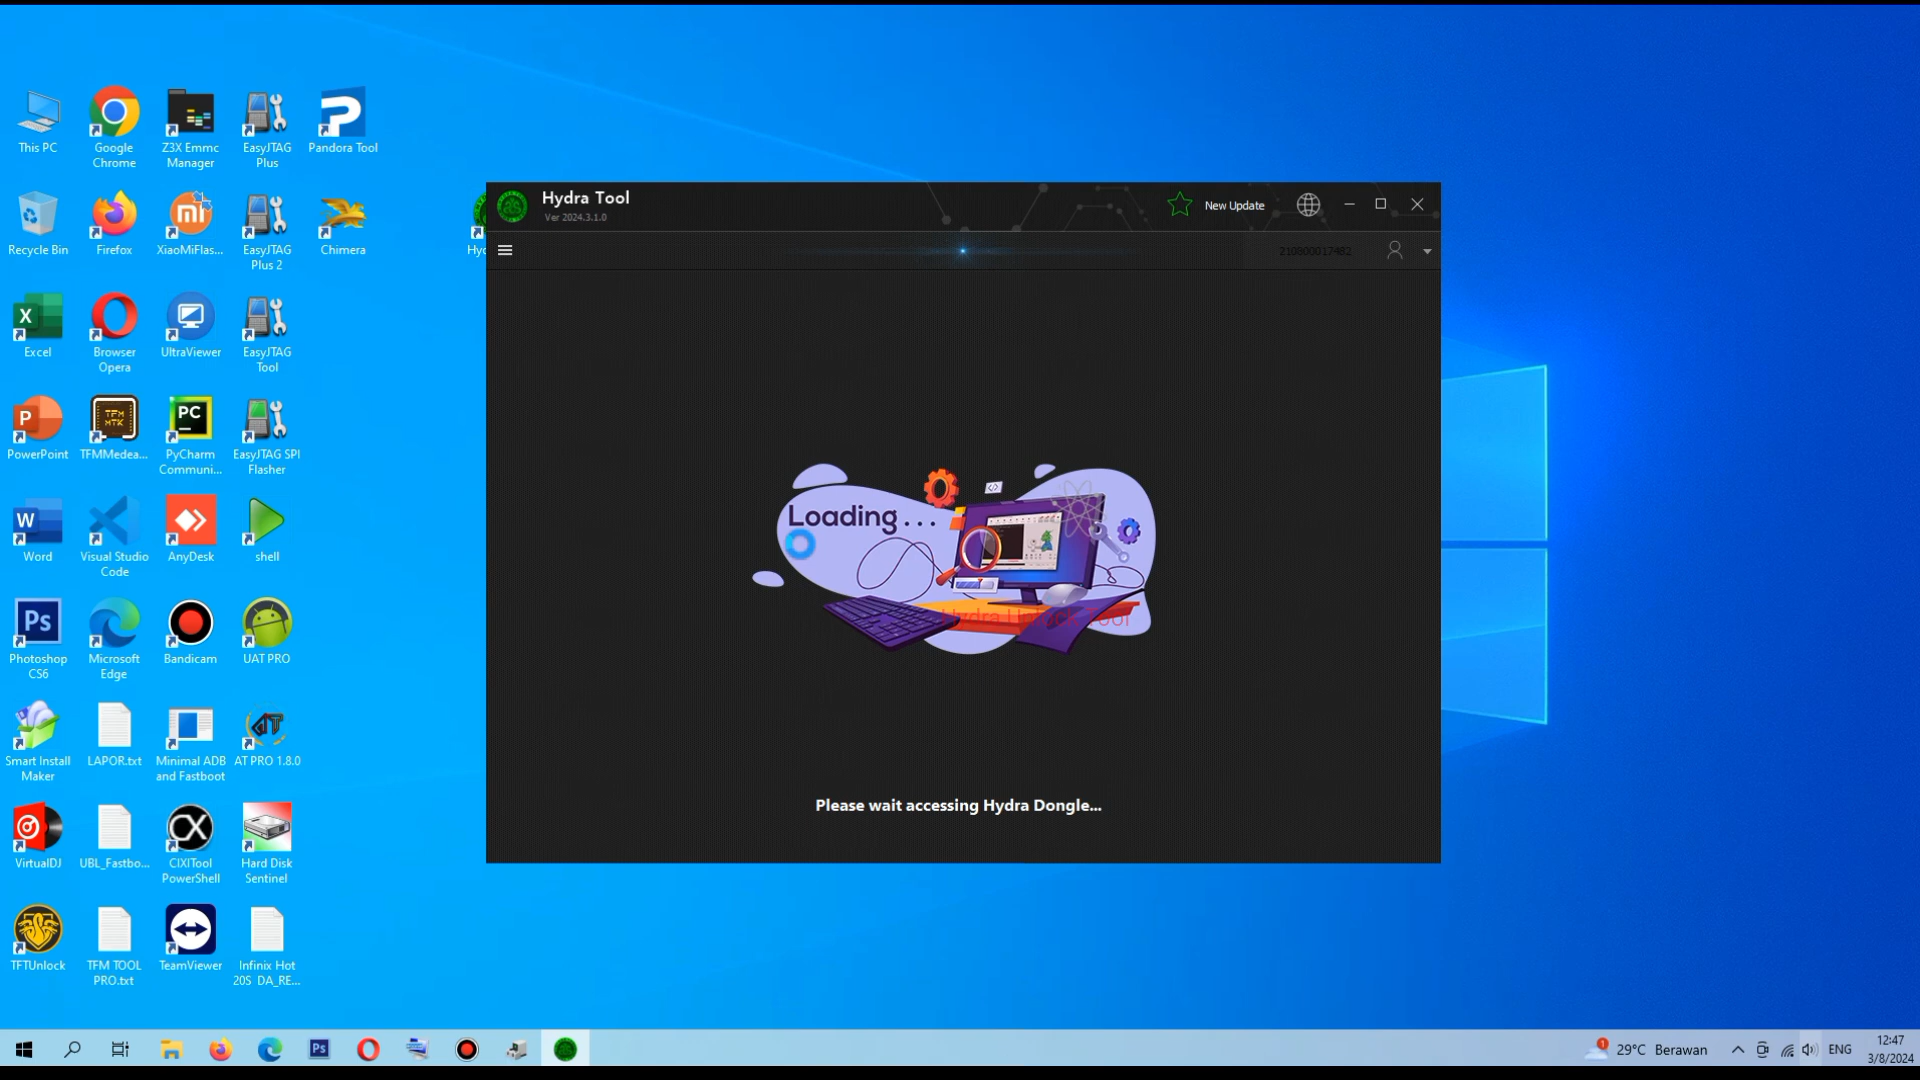 This PC
Google
Chrome
Z3X Emmc
Manager
EasyJTAG
Plus
Pandora Tool
Recycle Bin
Firefox
XiaoMiFlas...
EasyJTAG
Plus 2
Chimera
Excel
Browser
Opera
UltraViewer
EasyJTAG
Tool
PowerPoint
TFMMedea...
PyCharm
Communi...
EasyJTAG SPI
Flasher
Word
Visual Studio
Code
AnyDesk
shell
Photoshop
CS6
Microsoft
Edge
Bandicam
UAT PRO
Smart Install
Maker
LAPOR.txt
Minimal ADB
and Fastboot
AT PRO 1.8.0
VirtualDJ
UBL_Fastbo...
CIXITool
PowerShell
Hard Disk
Sentinel
TFTUnlock
TFM TOOL
PRO.txt
TeamViewer
Infinix Hot
20S DA_RE...
Hydra Tool
Ver 2024.3.1.0
New Update
210800017482
Loading...
Hydra Unlock Tool
Please wait accessing Hydra Dongle...
29°C Berawan
ENG
12:47
3/8/2024